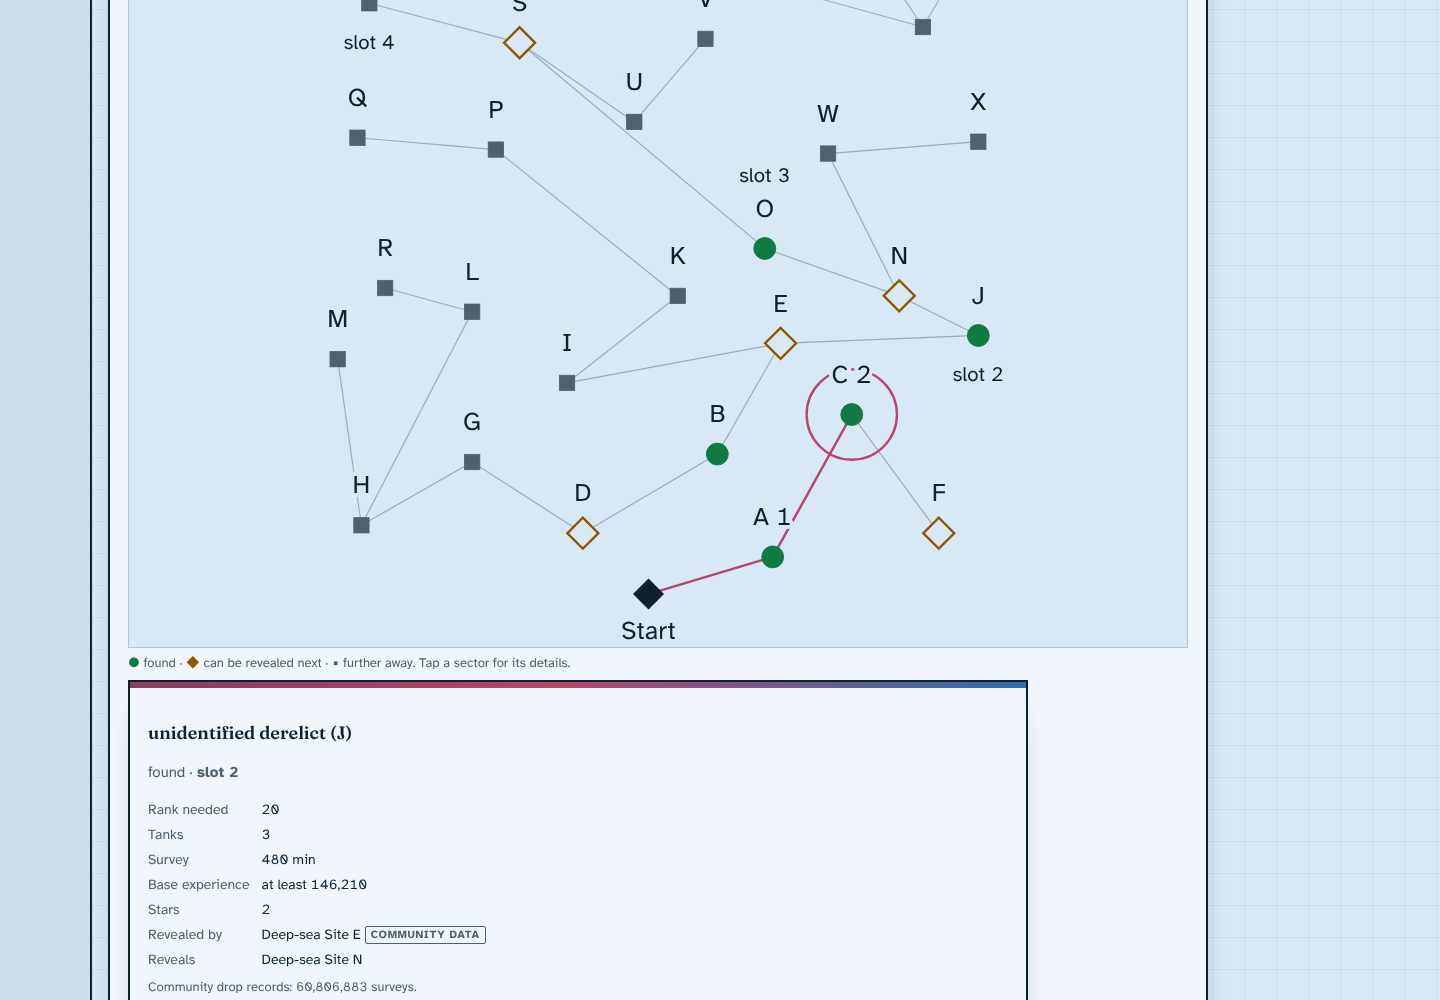 S
V
slot 4
U
Q
P
W
X
slot 3
O
R
L
K
N
M
E
J
I
C 2
slot 2
G
B
H
D
F
A 1
Start
found · can be revealed next · further away. Tap a sector for its details.
unidentified derelict (J)
found · slot 2
Rank needed 20
Tanks 3
Survey 480 min
Base experience at least 146,210
Stars 2
Revealed by Deep-sea Site E COMMUNITY DATA
Reveals Deep-sea Site N
Community drop records: 60,806,883 surveys.